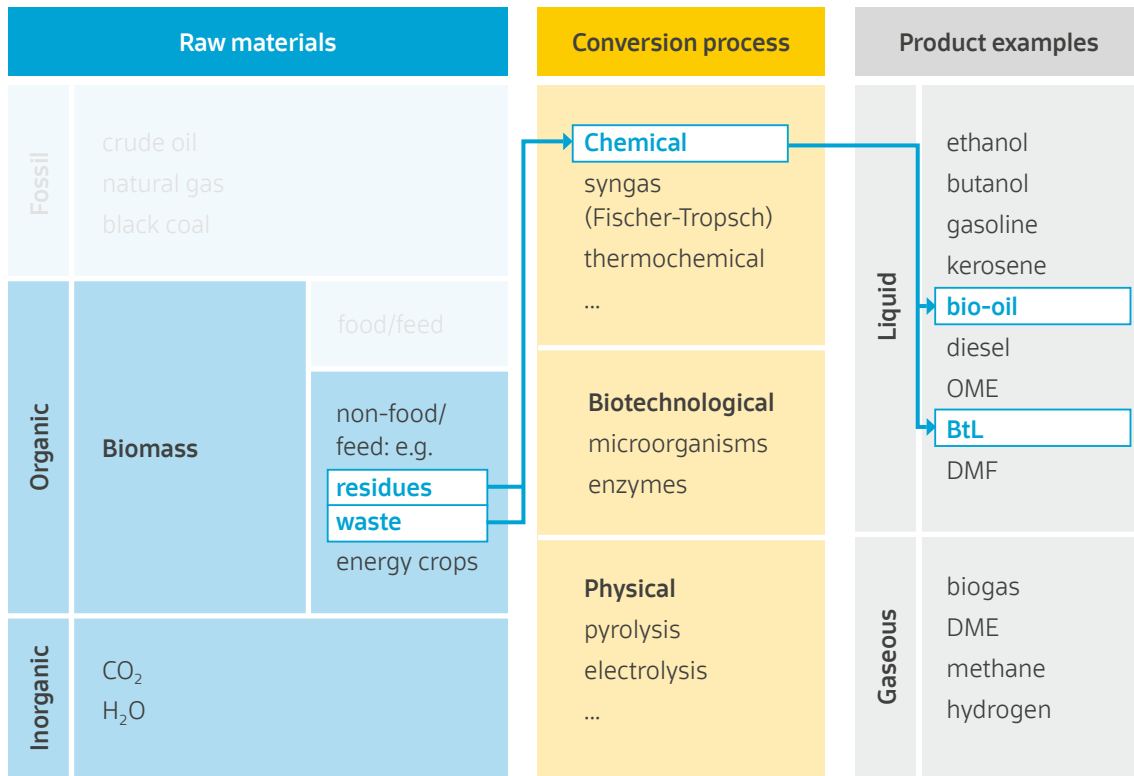 Raw materials
Conversion process
Product examples
Fossil
crude oil
natural gas
black coal
Organic
Biomass
food/feed
non-food/
feed: e.g.
residues
waste
energy crops
Inorganic
CO₂
H₂O
Chemical
syngas
(Fischer-Tropsch)
thermochemical
...
Biotechnological
microorganisms
enzymes
Physical
pyrolysis
electrolysis
...
Liquid
ethanol
butanol
gasoline
kerosene
bio-oil
diesel
OME
BtL
DMF
Gaseous
biogas
DME
methane
hydrogen